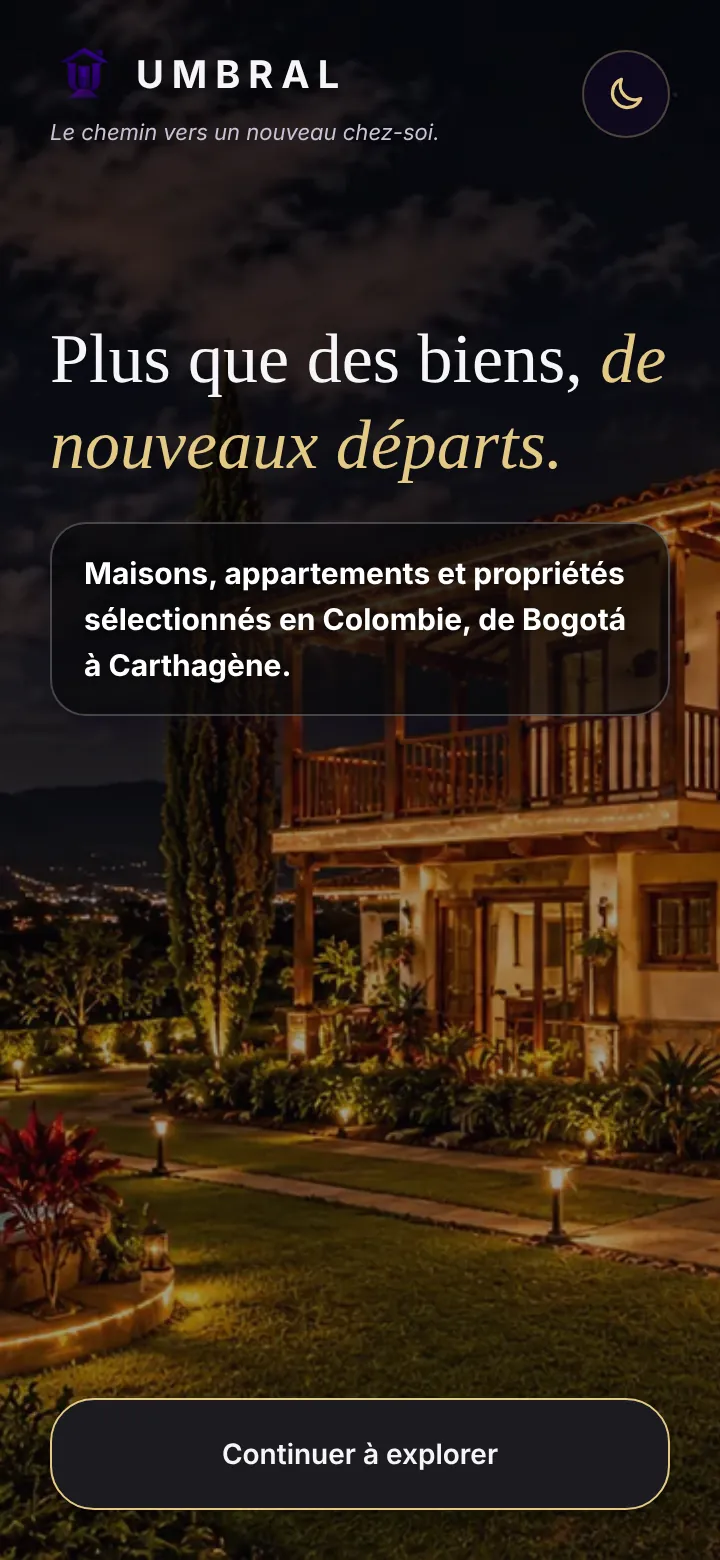 UMBRAL
Le chemin vers un nouveau chez-soi.
Plus que des biens, de
nouveaux départs.
Maisons, appartements et propriétés
sélectionnés en Colombie, de Bogotá
à Carthagène.
Continuer à explorer